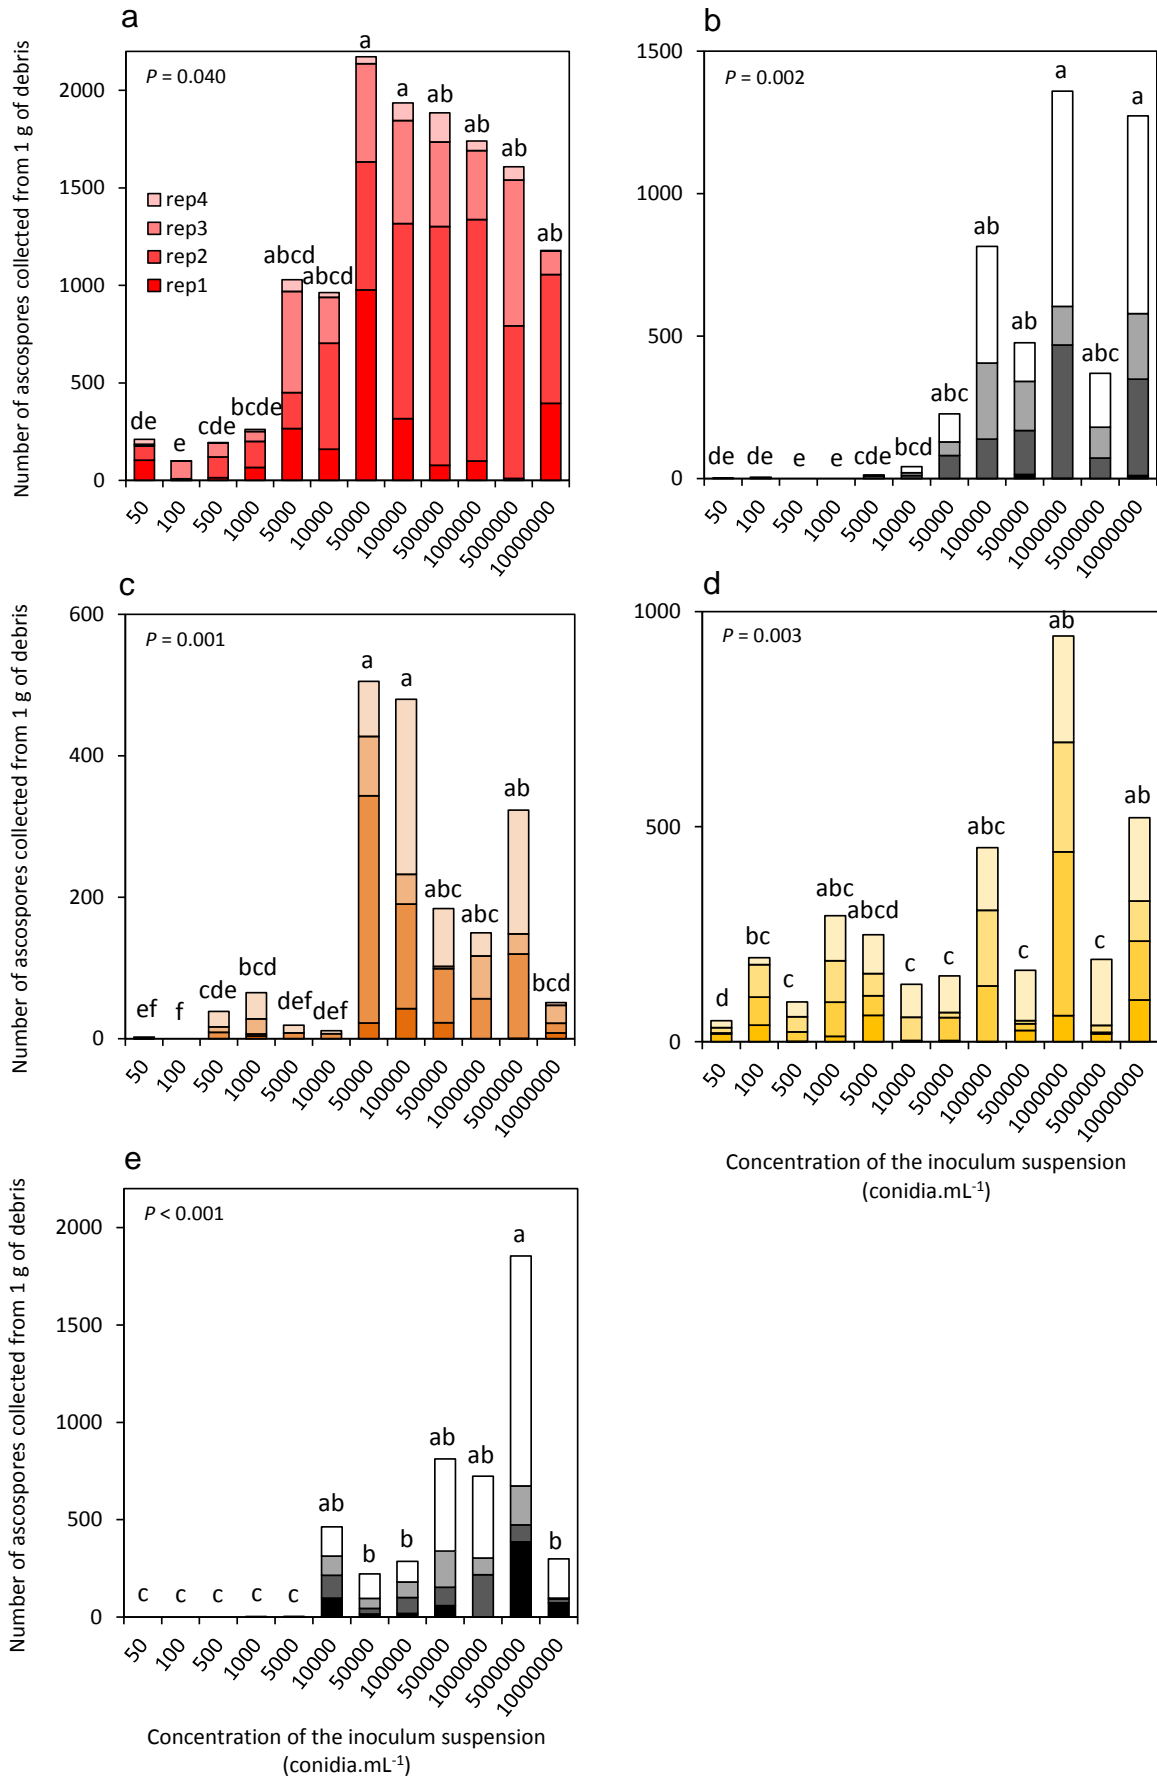 a
Number of ascospores collected from 1 g of debris
P = 0.040
2000
1500
1000
500
0
rep4
rep3
rep2
rep1
de e cde bcde abcd abcd a a ab ab ab ab
50 100 500 1000 5000 10000 50000 100000 500000 1000000 5000000 10000000
b
P = 0.002
1500
1000
500
0
de de e e cde bcd abc ab ab a abc a
50 100 500 1000 5000 10000 50000 100000 500000 1000000 5000000 10000000
c
Number of ascospores collected from 1 g of debris
P = 0.001
600
400
200
0
ef f cde bcd def def a a abc abc ab bcd
50 100 500 1000 5000 10000 50000 100000 500000 1000000 5000000 10000000
d
P = 0.003
1000
500
0
d bc c abc abcd c c abc c ab c ab
50 100 500 1000 5000 10000 50000 100000 500000 1000000 5000000 10000000
Concentration of the inoculum suspension
(conidia.mL⁻¹)
e
Number of ascospores collected from 1 g of debris
P < 0.001
2000
1500
1000
500
0
c c c c c ab b b ab ab a b
50 100 500 1000 5000 10000 50000 100000 500000 1000000 5000000 10000000
Concentration of the inoculum suspension
(conidia.mL⁻¹)